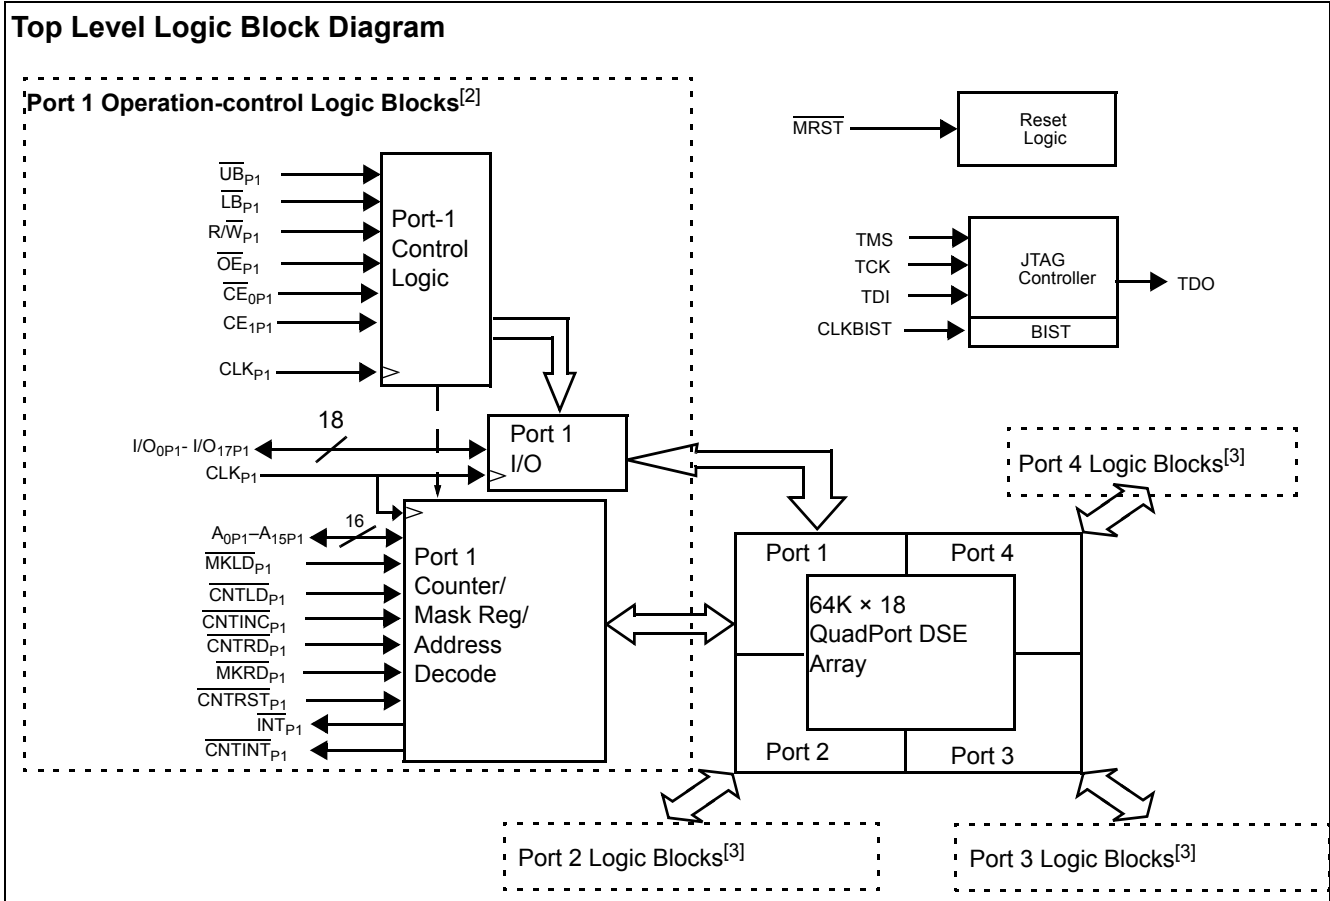 Top Level Logic Block Diagram
Port 1 Operation-control Logic Blocks[2]
UBP1
LBP1
R/WP1
OEP1
CE0P1
CE1P1
CLKP1
Port-1
Control
Logic
MRST
Reset
Logic
TMS
TCK
TDI
CLKBIST
JTAG
Controller
BIST
TDO
18
I/O0P1- I/O17P1
CLKP1
Port 1
I/O
16
A0P1–A15P1
MKLDP1
CNTLDP1
CNTINCP1
CNTRDP1
MKRDP1
CNTRSTP1
INTP1
CNTINTP1
Port 1
Counter/
Mask Reg/
Address
Decode
Port 4 Logic Blocks[3]
Port 1
Port 4
64K × 18
QuadPort DSE
Array
Port 2
Port 3
Port 2 Logic Blocks[3]
Port 3 Logic Blocks[3]